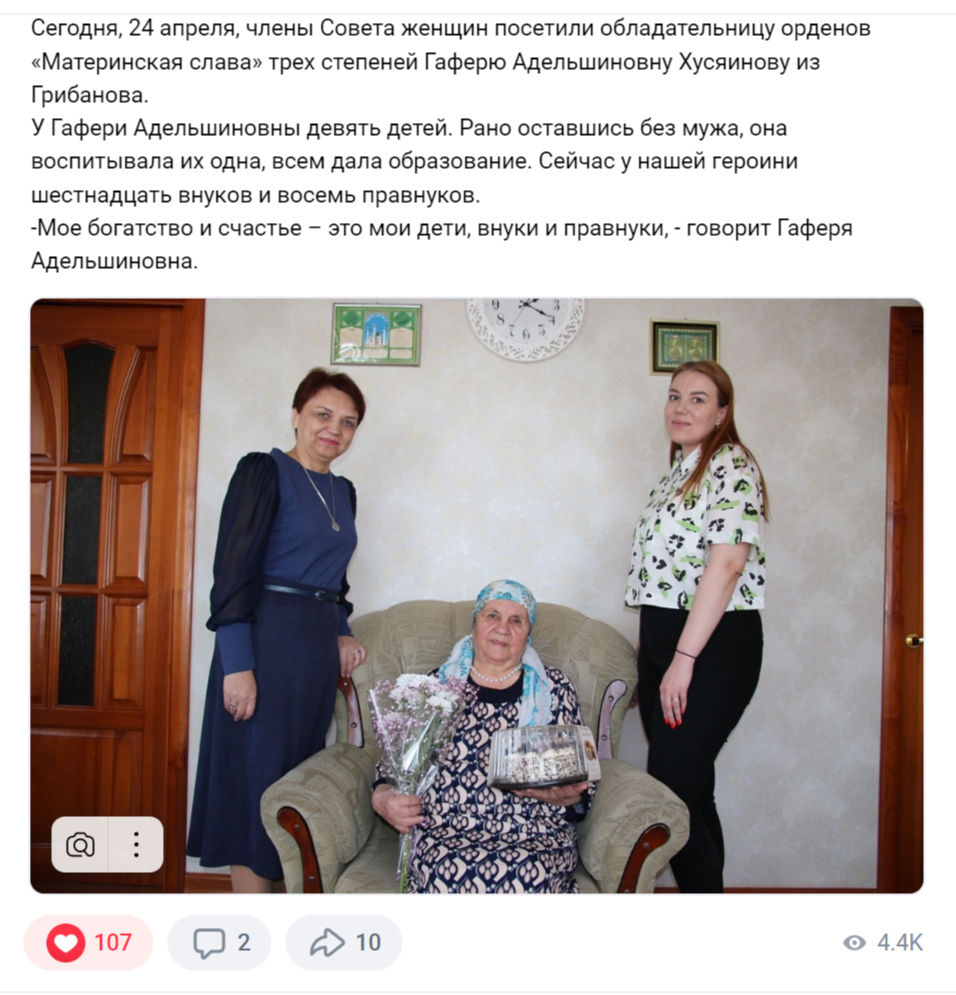 Сегодня, 24 апреля, члены Совета женщин посетили обладательницу орденов
«Материнская слава» трех степеней Гаферю Адельшиновну Хусяинову из
Грибанова.
У Гафери Адельшиновны девять детей. Рано оставшись без мужа, она
воспитывала их одна, всем дала образование. Сейчас у нашей героини
шестнадцать внуков и восемь правнуков.
-Мое богатство и счастье – это мои дети, внуки и правнуки, - говорит Гаферя
Адельшиновна.
107 2 10 4.4K